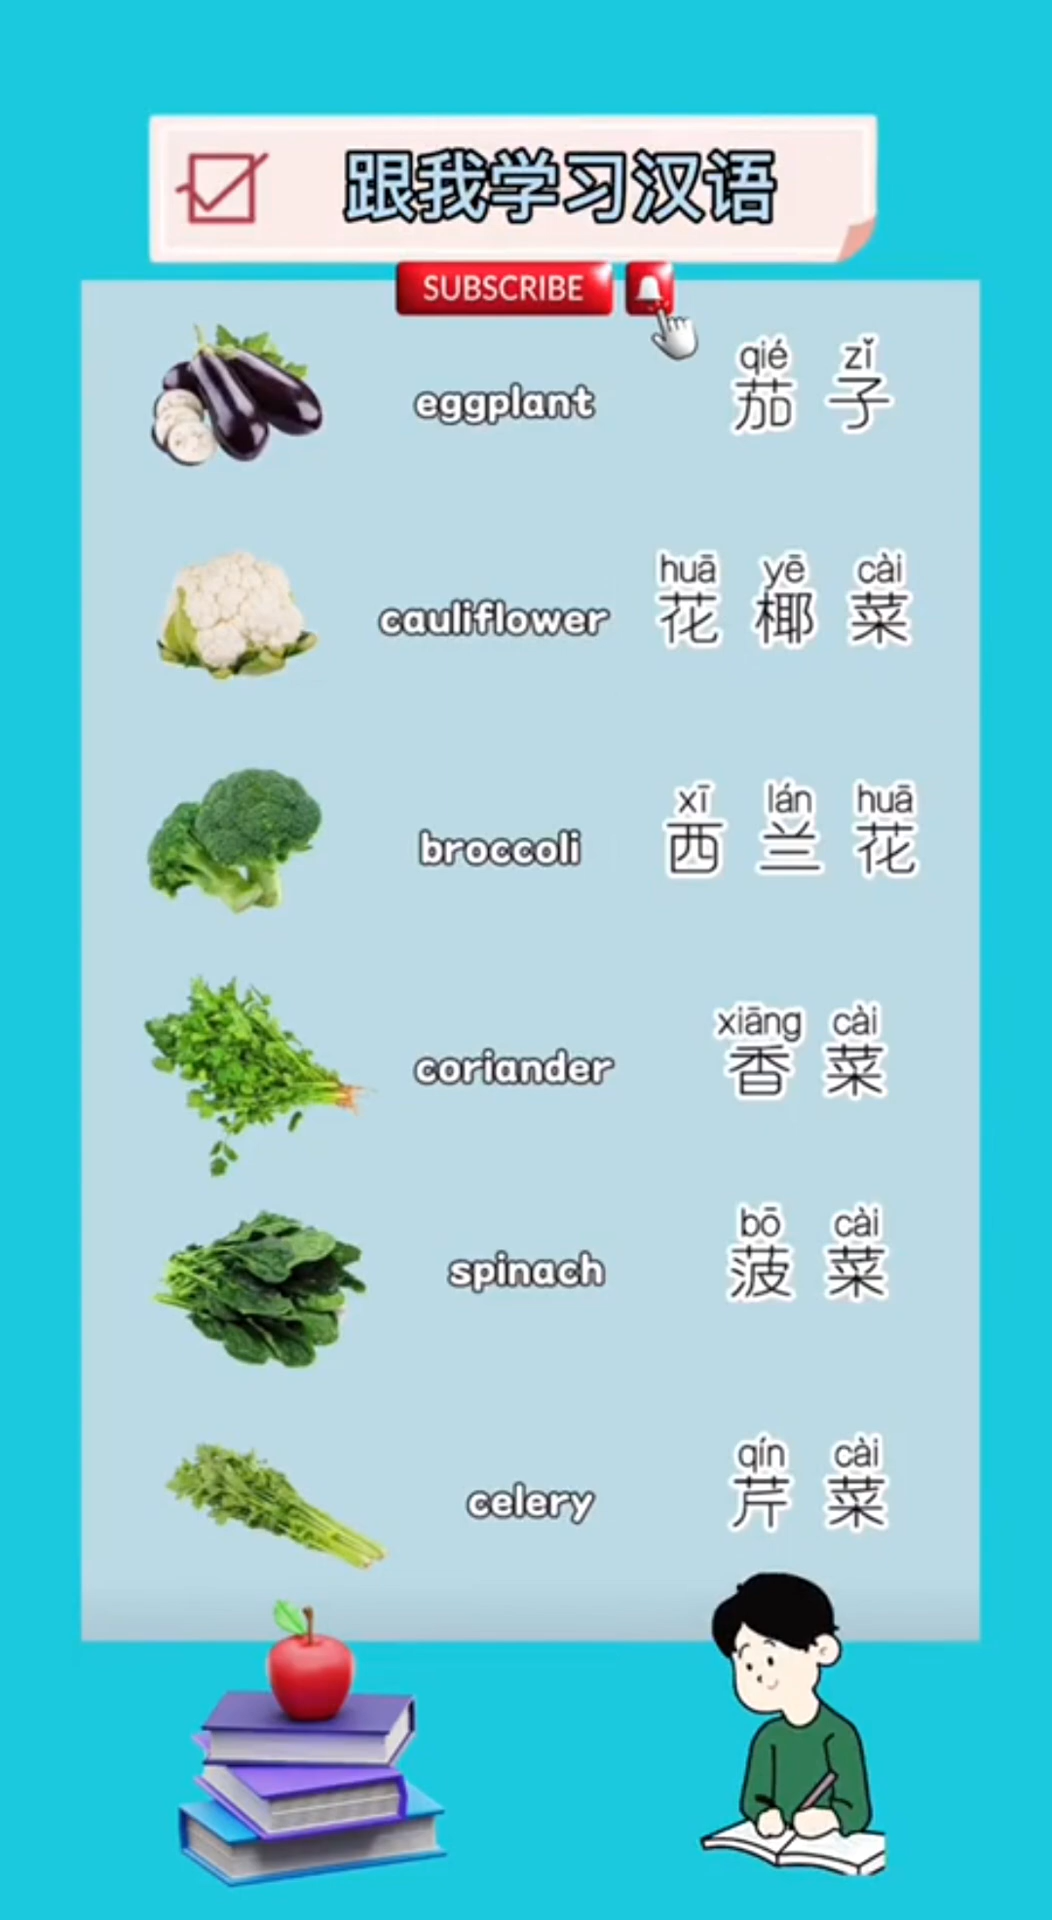 跟我学习汉语
SUBSCRIBE
qié zǐ
eggplant 茄子
huā yē cài
cauliflower 花椰菜
xī lán huā
broccoli 西兰花
xiāng cài
coriander 香菜
bō cài
spinach 菠菜
qín cài
celery 芹菜